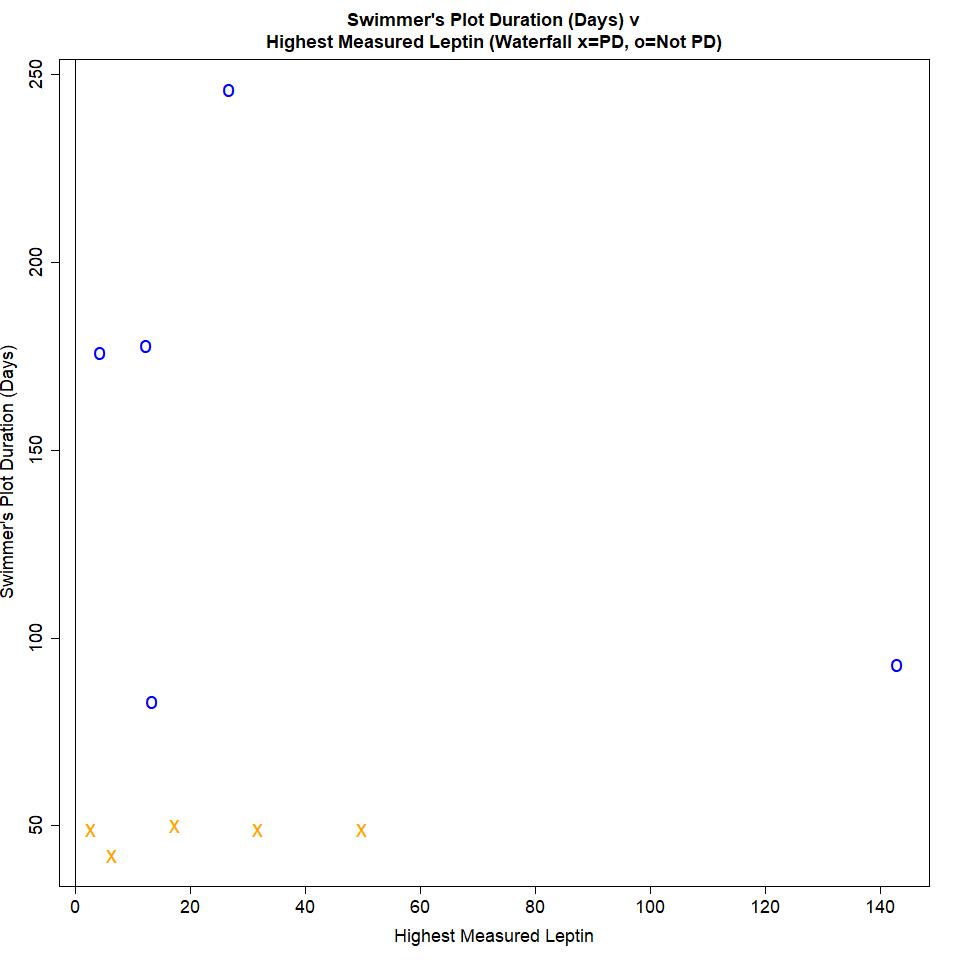 Swimmer's Plot Duration (Days) v
Highest Measured Leptin (Waterfall x=PD, o=Not PD)
Swimmer's Plot Duration (Days)
250
200
150
100
50
o
o
o
o
o
x
x
x
x
x
0 20 40 60 80 100 120 140
Highest Measured Leptin